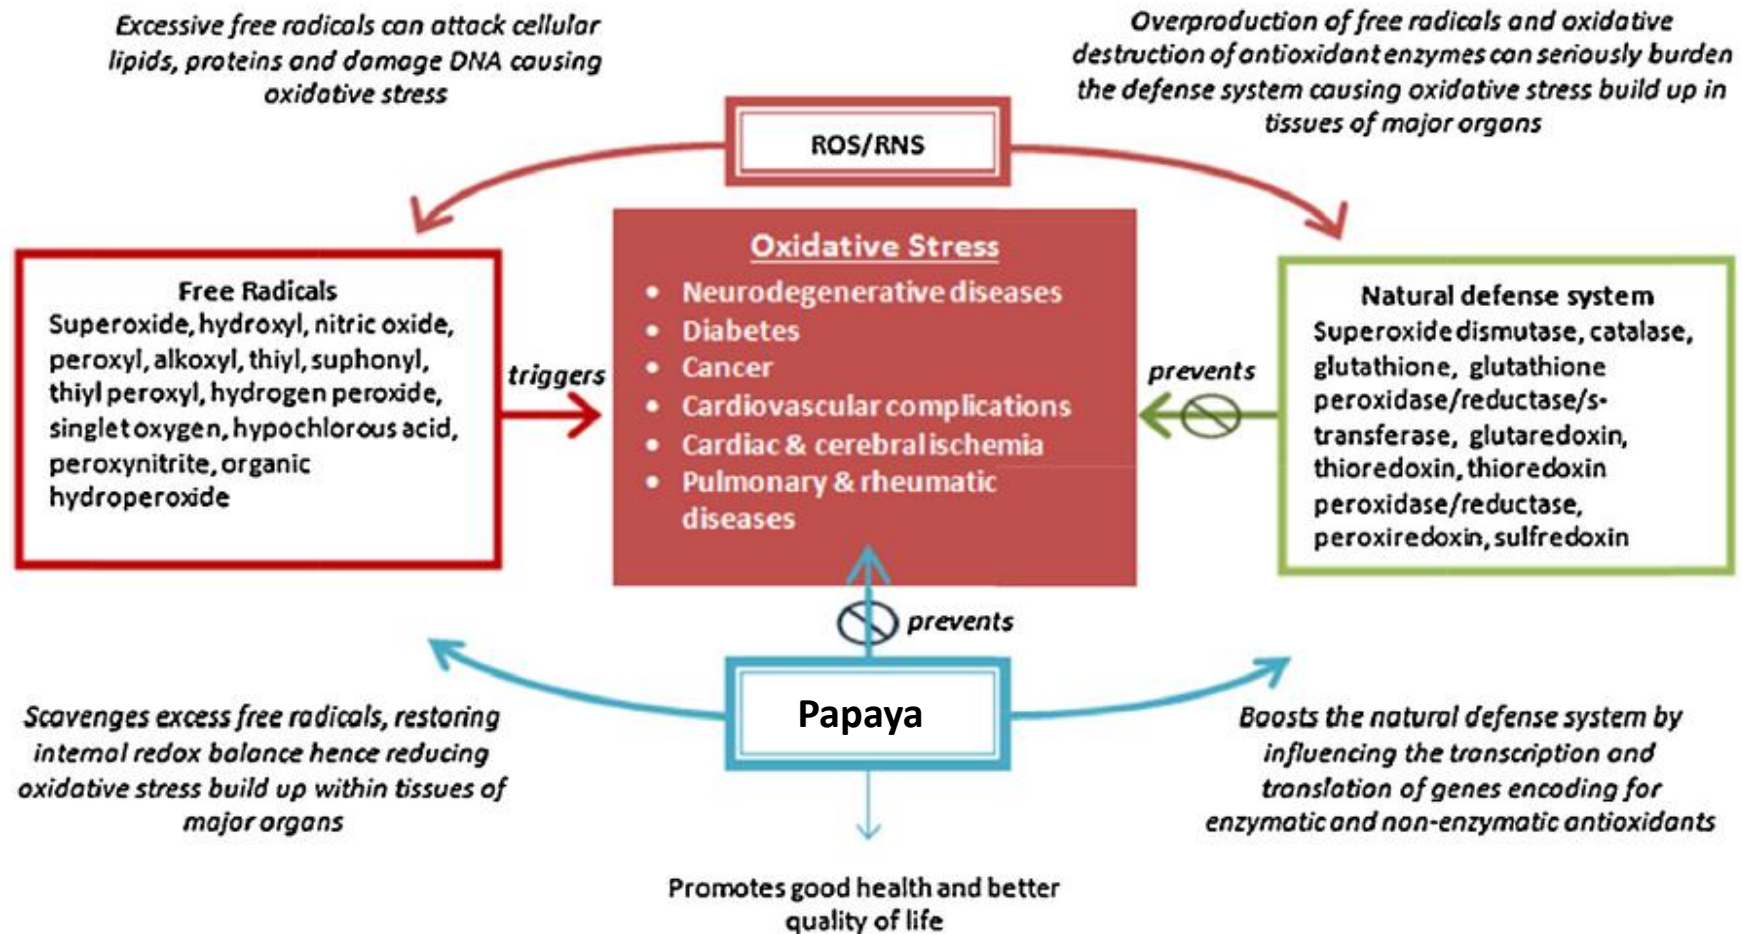 Excessive free radicals can attack cellular
lipids, proteins and damage DNA causing
oxidative stress
Overproduction of free radicals and oxidative
destruction of antioxidant enzymes can seriously burden
the defense system causing oxidative stress build up in
tissues of major organs
ROS/RNS
Free Radicals
Superoxide, hydroxyl, nitric oxide,
peroxyl, alkoxyl, thiyl, suphonyl,
thiyl peroxyl, hydrogen peroxide,
singlet oxygen, hypochlorous acid,
peroxynitrite, organic
hydroperoxide
triggers
Oxidative Stress
• Neurodegenerative diseases
• Diabetes
• Cancer
• Cardiovascular complications
• Cardiac & cerebral ischemia
• Pulmonary & rheumatic
diseases
prevents
Natural defense system
Superoxide dismutase, catalase,
glutathione, glutathione
peroxidase/reductase/s-
transferase, glutaredoxin,
thioredoxin, thioredoxin
peroxidase/reductase,
peroxiredoxin, sulfredoxin
prevents
Papaya
Scavenges excess free radicals, restoring
internal redox balance hence reducing
oxidative stress build up within tissues of
major organs
Boosts the natural defense system by
influencing the transcription and
translation of genes encoding for
enzymatic and non-enzymatic antioxidants
Promotes good health and better
quality of life